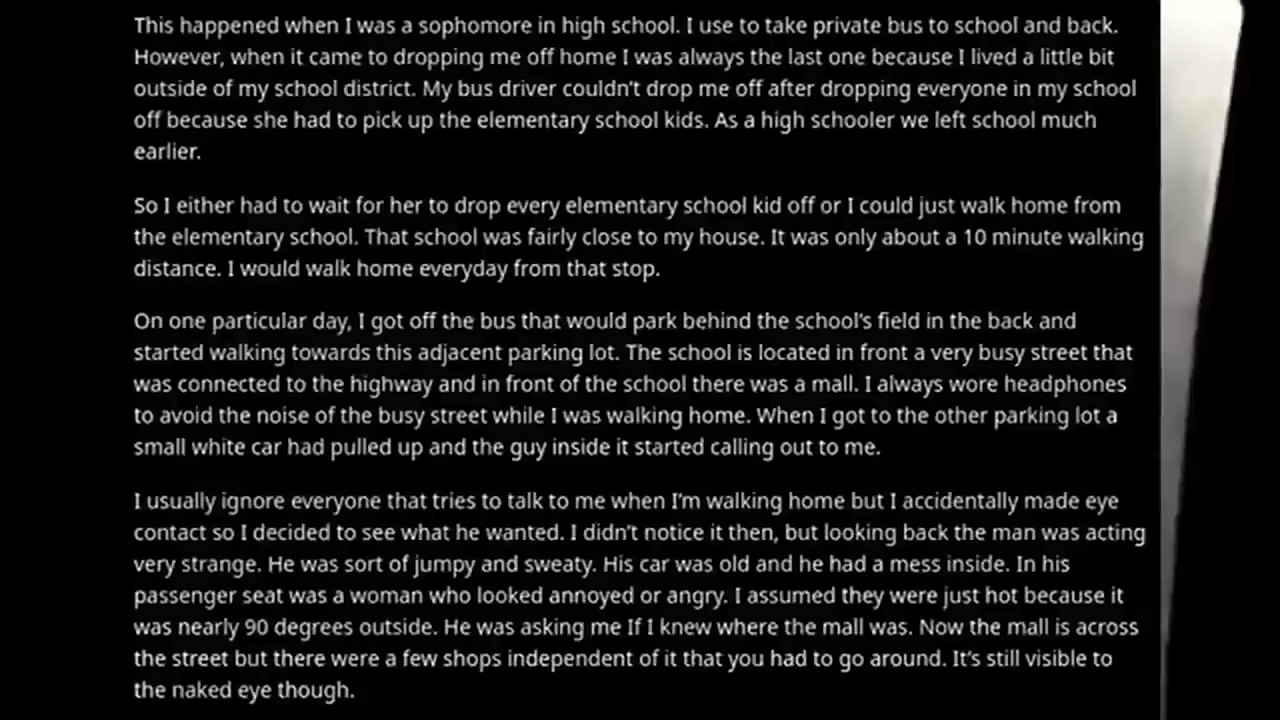 This happened when I was a sophomore in high school. I use to take private bus to school and back.
However, when it came to dropping me off home I was always the last one because I lived a little bit
outside of my school district. My bus driver couldn't drop me off after dropping everyone in my school
off because she had to pick up the elementary school kids. As a high schooler we left school much
earlier.
So I either had to wait for her to drop every elementary school kid off or I could just walk home from
the elementary school. That school was fairly close to my house. It was only about a 10 minute walking
distance. I would walk home everyday from that stop.
On one particular day, I got off the bus that would park behind the school's field in the back and
started walking towards this adjacent parking lot. The school is located in front a very busy street that
was connected to the highway and in front of the school there was a mall. I always wore headphones
to avoid the noise of the busy street while I was walking home. When I got to the other parking lot a
small white car had pulled up and the guy inside it started calling out to me.
I usually ignore everyone that tries to talk to me when I'm walking home but I accidentally made eye
contact so I decided to see what he wanted. I didn't notice it then, but looking back the man was acting
very strange. He was sort of jumpy and sweaty. His car was old and he had a mess inside. In his
passenger seat was a woman who looked annoyed or angry. I assumed they were just hot because it
was nearly 90 degrees outside. He was asking me If I knew where the mall was. Now the mall is across
the street but there were a few shops independent of it that you had to go around. It's still visible to
the naked eye though.